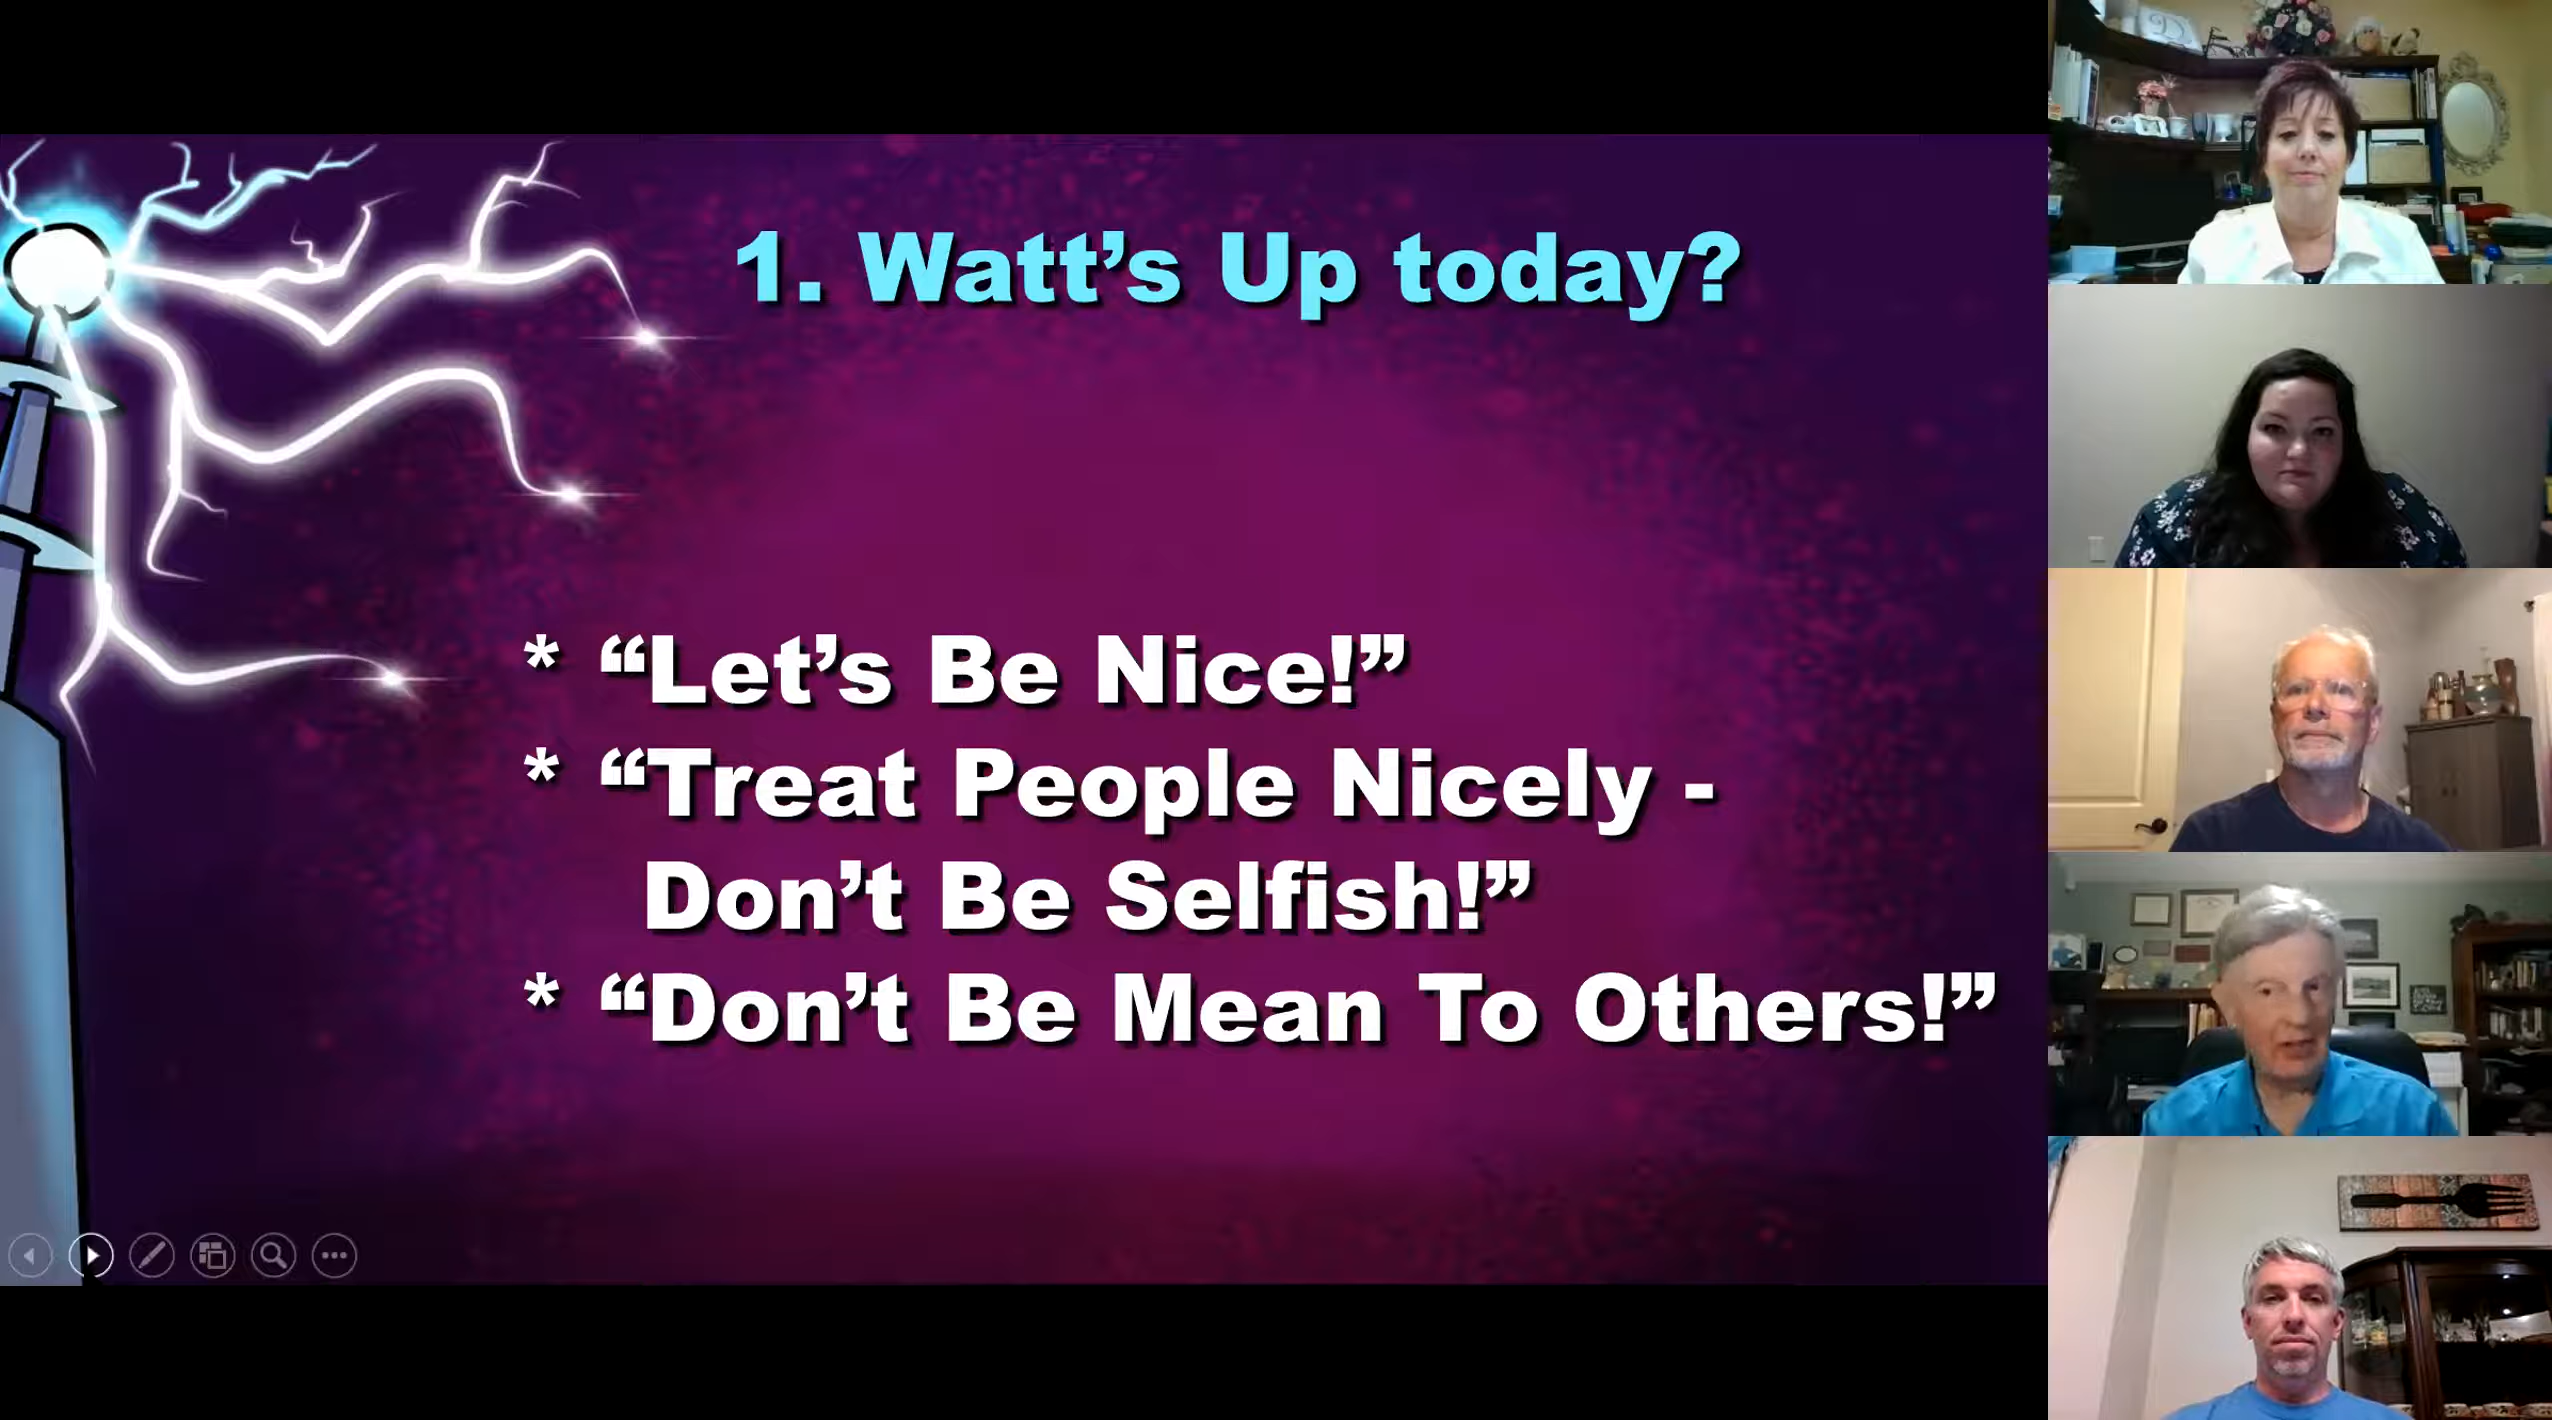 1. Watt’s Up today?
* “Let’s Be Nice!”
* “Treat People Nicely -
Don’t Be Selfish!”
* “Don’t Be Mean To Others!”